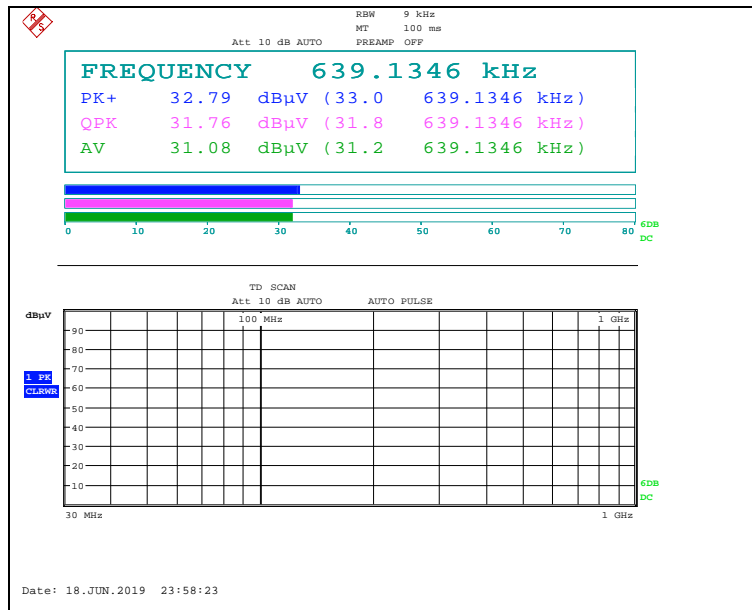 R S
RBW 9 kHz
MT 100 ms
Att 10 dB AUTO PREAMP OFF
FREQUENCY 639.1346 kHz
PK+ 32.79 dBµV (33.0 639.1346 kHz)
QPK 31.76 dBµV (31.8 639.1346 kHz)
AV 31.08 dBµV (31.2 639.1346 kHz)
0 10 20 30 40 50 60 70 80
6DB
DC
TD SCAN
Att 10 dB AUTO AUTO PULSE
dBµV
100 MHz 1 GHz
90
80
70
1 PK
60
CLRWR
50
40
30
20
10
6DB
DC
30 MHz 1 GHz
Date: 18.JUN.2019 23:58:23